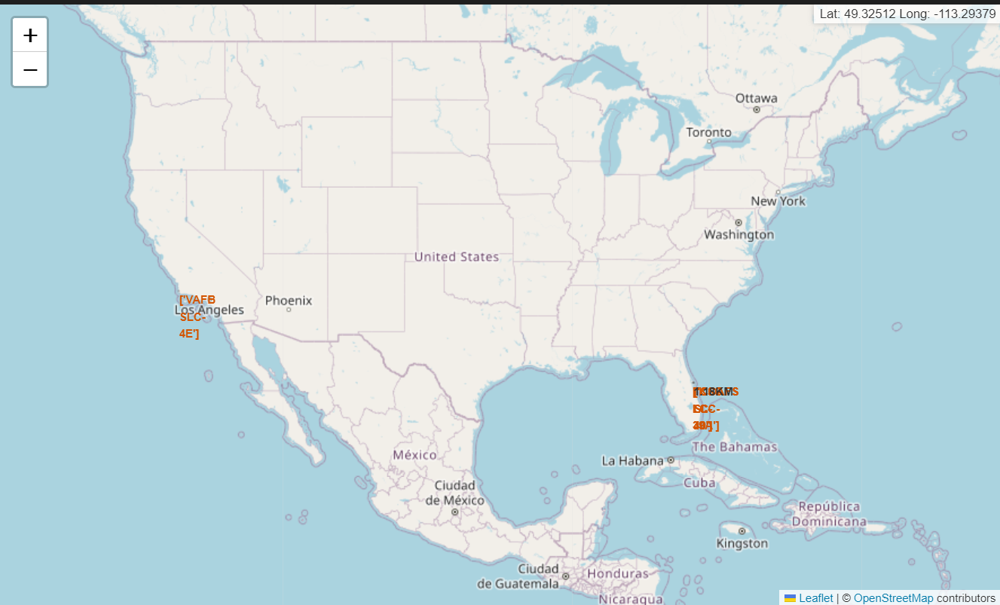 +
−
Lat: 49.32512 Long: -113.29379
Ottawa
Toronto
New York
Washington
United States
['VAFB
SLC-
4E']
Los Angeles
Phoenix
The Bahamas
México
La Habana
Cuba
Ciudad
de México
República
Dominicana
Kingston
Ciudad
de Guatemala
Honduras
Nicaragua
Leaflet | © OpenStreetMap contributors